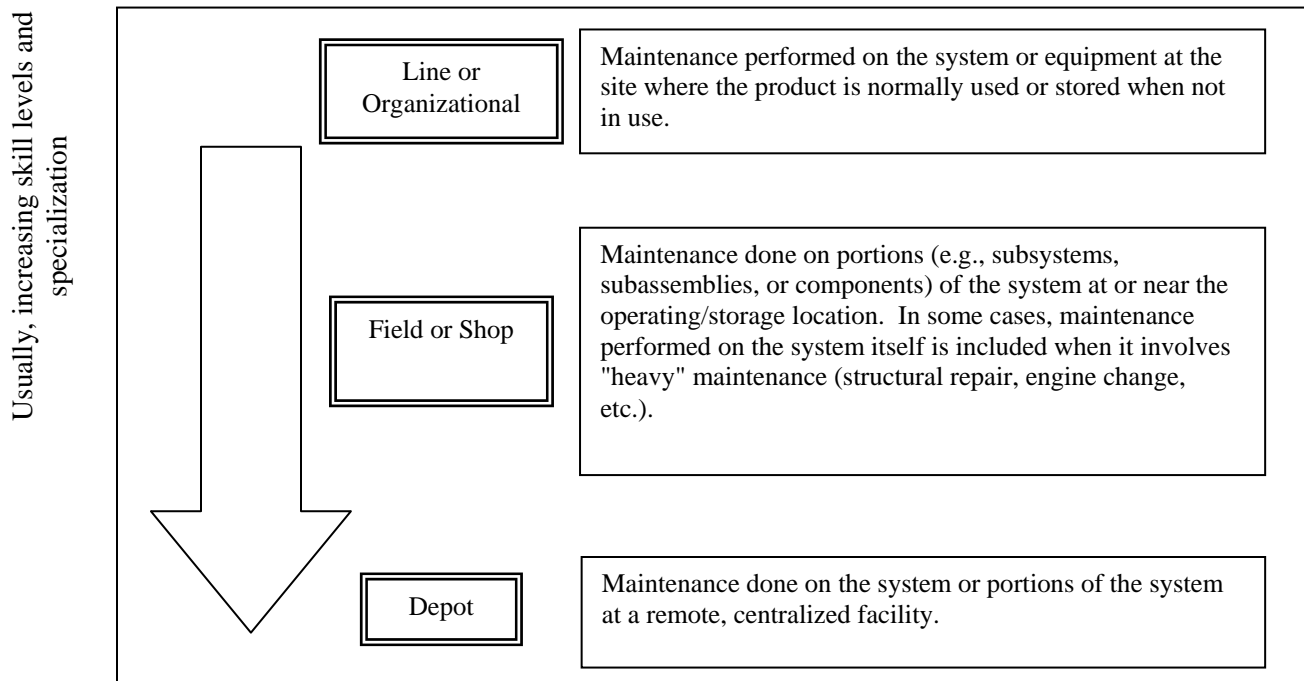 Usually, increasing skill levels and
specialization
Line or
Organizational
Maintenance performed on the system or equipment at the
site where the product is normally used or stored when not
in use.
Field or Shop
Maintenance done on portions (e.g., subsystems,
subassemblies, or components) of the system at or near the
operating/storage location.  In some cases, maintenance
performed on the system itself is included when it involves
"heavy" maintenance (structural repair, engine change,
etc.).
Depot
Maintenance done on the system or portions of the system
at a remote, centralized facility.